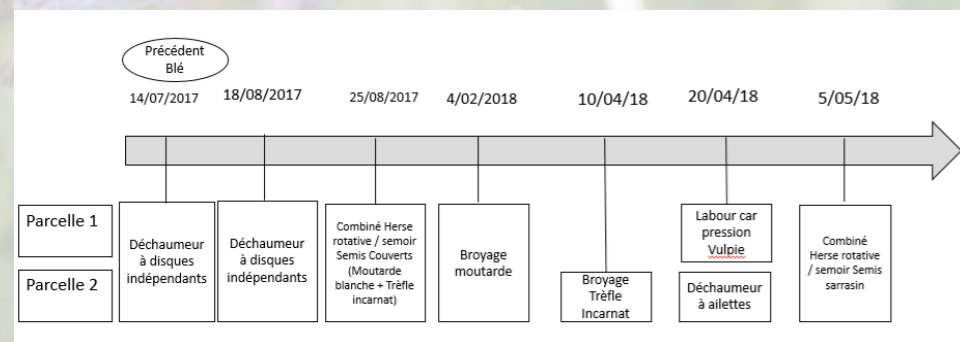 Précédent
Blé
14/07/2017
18/08/2017
25/08/2017
4/02/2018
10/04/18
20/04/18
5/05/18
Parcelle 1
Parcelle 2
Déchaumeur
à disques
indépendants
Déchaumeur
à disques
indépendants
Combiné Herse
rotative / semoir
Semis Couverts
(Moutarde
blanche + Trèfle
incarnat)
Broyage
moutarde
Broyage
Trèfle
Incarnat
Labour car
pression
Vulpie
Déchaumeur
à ailettes
Combiné
Herse rotative
/ semoir Semis
sarrasin